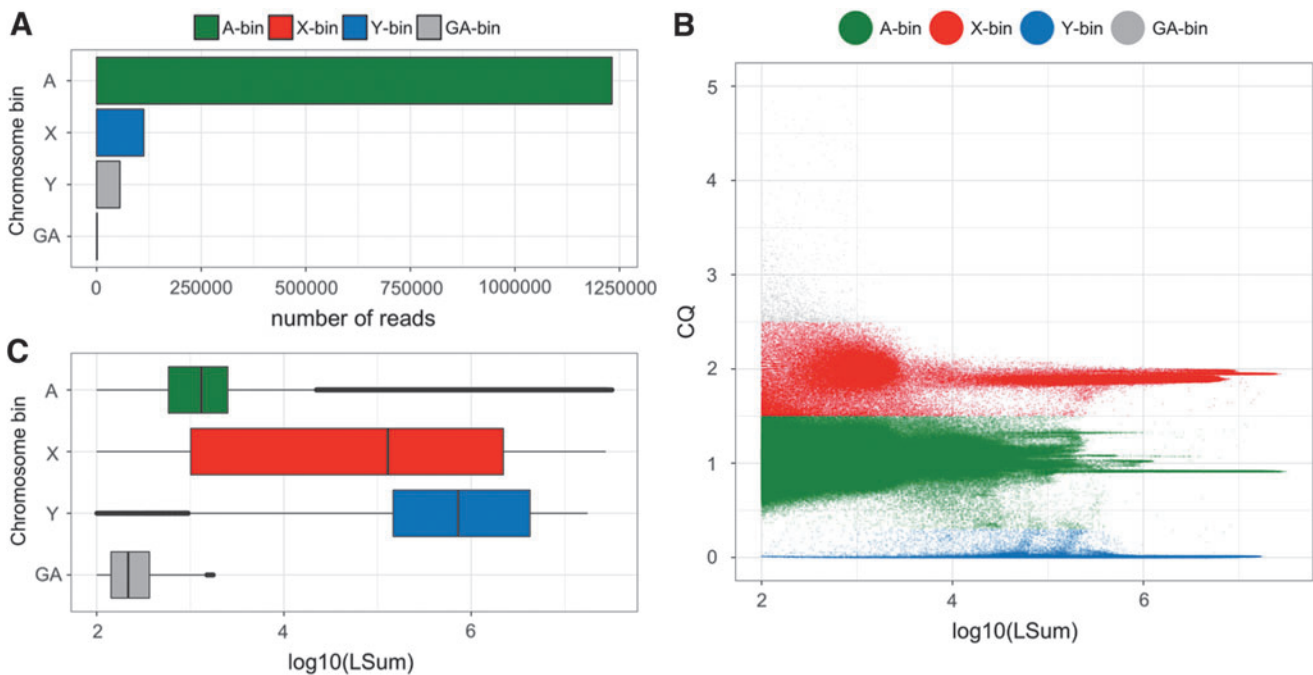 A
A-bin X-bin Y-bin GA-bin
Chromosome bin
A
X
Y
GA
0 250000 500000 750000 1000000 1250000
number of reads
B
A-bin X-bin Y-bin GA-bin
CQ
5
4
3
2
1
0
2 4 6
log10(LSum)
C
Chromosome bin
A
X
Y
GA
2 4 6
log10(LSum)